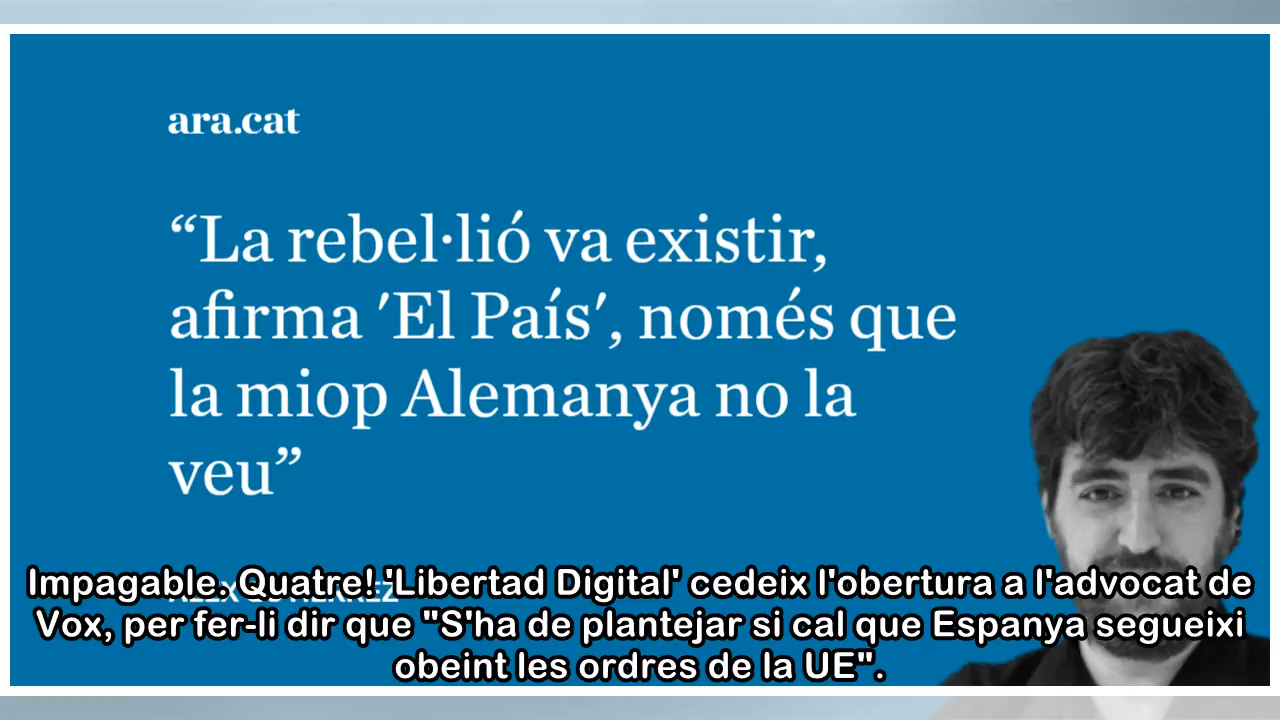 ara.cat
“La rebel·lió va existir,
afirma 'El País', només que
la miop Alemanya no la
veu”
Impagable. Quatre! 'Libertad Digital' cedeix l'obertura a l'advocat de
Vox, per fer-li dir que "S'ha de plantejar si cal que Espanya segueixi
obeint les ordres de la UE".